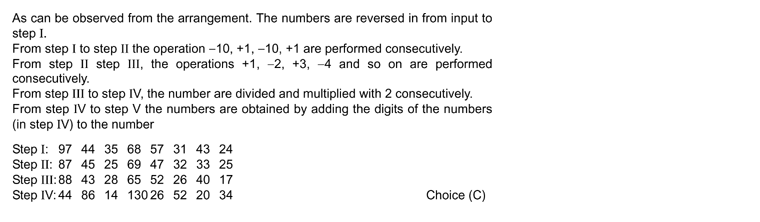 As can be observed from the arrangement. The numbers are reversed in from input to
step I.
From step I to step II the operation –10, +1, –10, +1 are performed consecutively.
From step II step III, the operations +1, –2, +3, –4 and so on are performed
consecutively.
From step III to step IV, the number are divided and multiplied with 2 consecutively.
From step IV to step V the numbers are obtained by adding the digits of the numbers
(in step IV) to the number
Step I: 97 44 35 68 57 31 43 24
Step II: 87 45 25 69 47 32 33 25
Step III: 88 43 28 65 52 26 40 17
Step IV: 44 86 14 130 26 52 20 34 Choice (C)